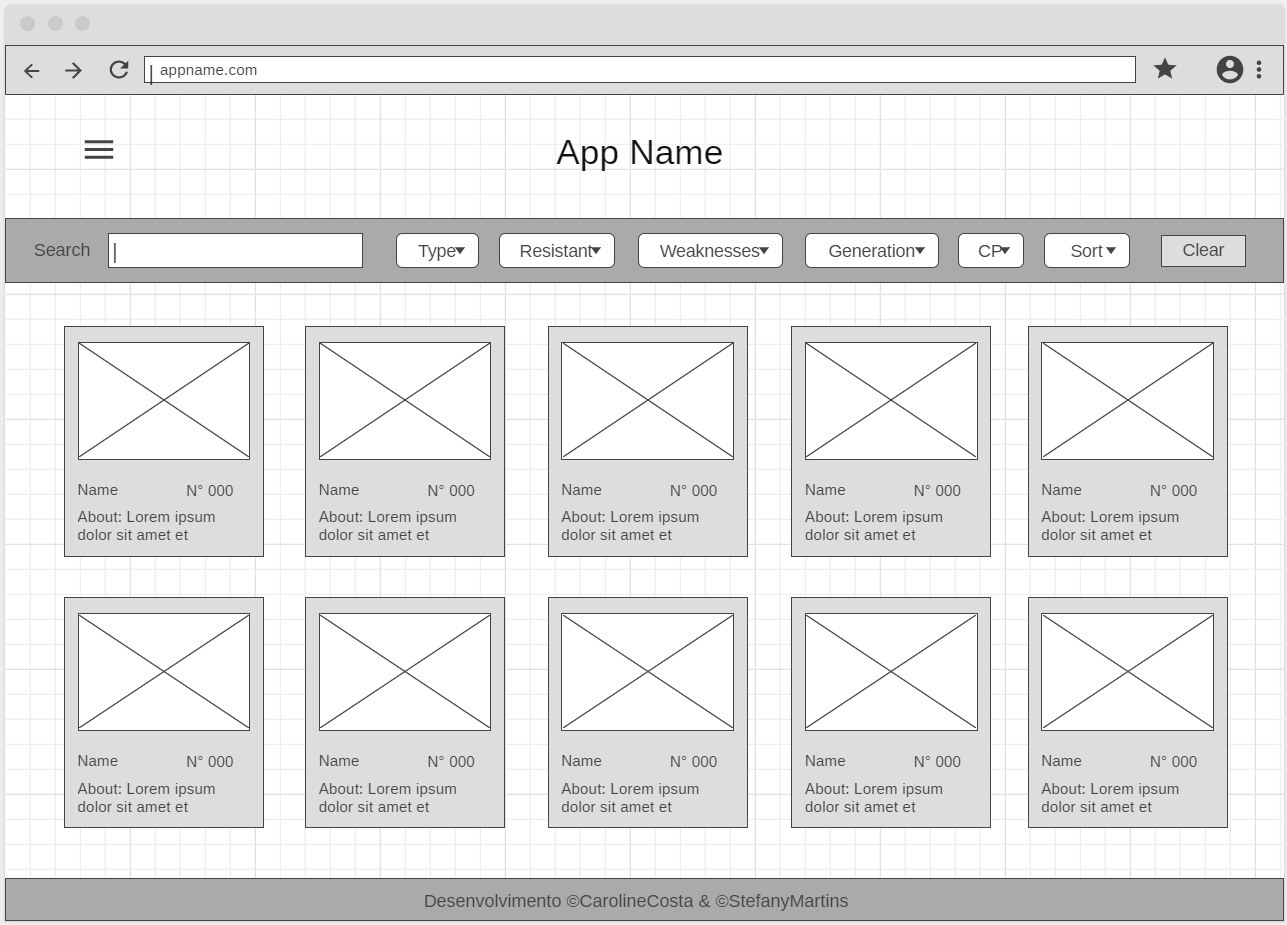 appname.com
App Name
Search Type Resistant Weaknesses Generation CP Sort Clear
Name N° 000 Name N° 000 Name N° 000 Name N° 000 Name N° 000
About: Lorem ipsum About: Lorem ipsum About: Lorem ipsum About: Lorem ipsum About: Lorem ipsum
dolor sit amet et dolor sit amet et dolor sit amet et dolor sit amet et dolor sit amet et
Name N° 000 Name N° 000 Name N° 000 Name N° 000 Name N° 000
About: Lorem ipsum About: Lorem ipsum About: Lorem ipsum About: Lorem ipsum About: Lorem ipsum
dolor sit amet et dolor sit amet et dolor sit amet et dolor sit amet et dolor sit amet et
Desenvolvimento ©CarolineCosta & ©StefanyMartins